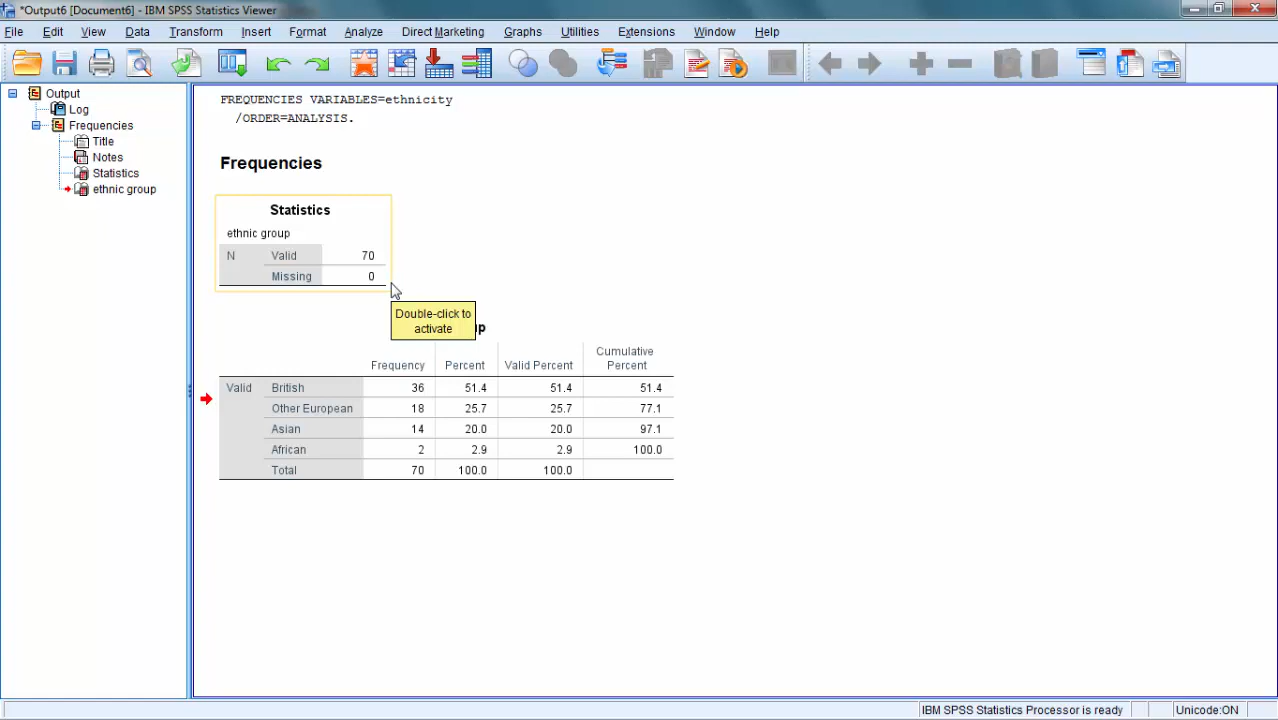 *Output6 [Document6] - IBM SPSS Statistics Viewer
File Edit View Data Transform Insert Format Analyze Direct Marketing Graphs Utilities Extensions Window Help
Output
Log
Frequencies
Title
Notes
Statistics
ethnic group
FREQUENCIES VARIABLES=ethnicity
/ORDER=ANALYSIS.
Frequencies
Statistics
ethnic group
N Valid 70
Missing 0
Double-click to
activate
Frequency Percent Valid Percent Cumulative Percent
Valid British 36 51.4 51.4 51.4
Other European 18 25.7 25.7 77.1
Asian 14 20.0 20.0 97.1
African 2 2.9 2.9 100.0
Total 70 100.0 100.0
IBM SPSS Statistics Processor is ready Unicode:ON